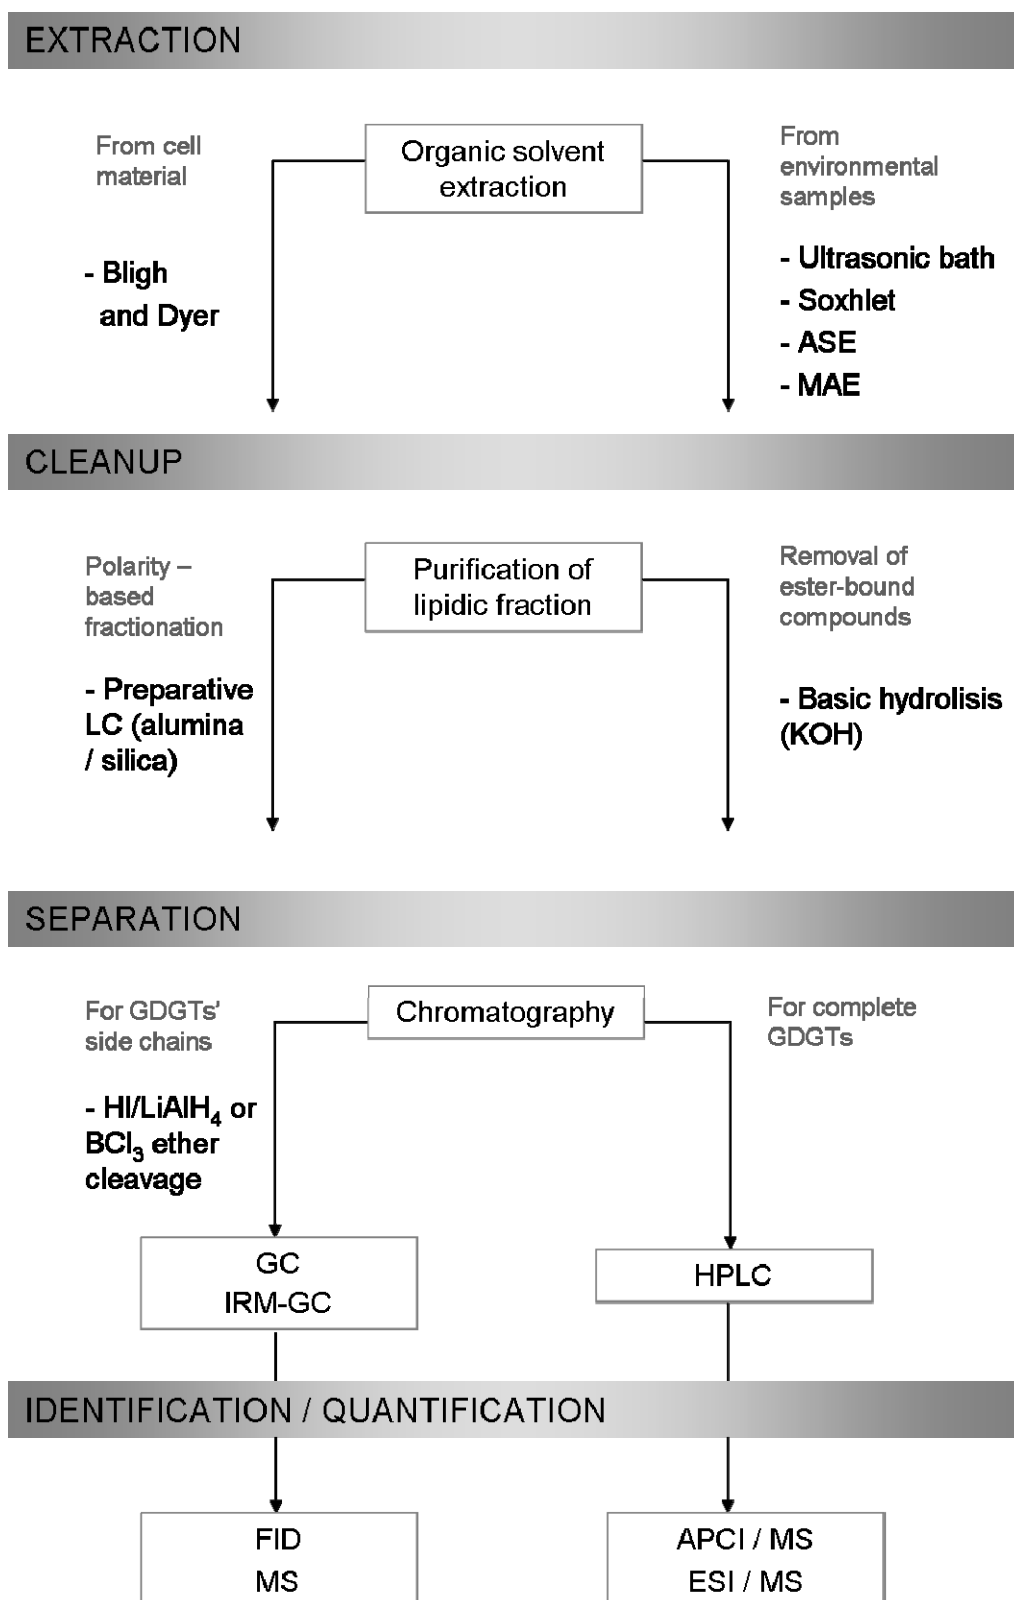 EXTRACTION
From cell
material
Organic solvent
extraction
From
environmental
samples
- Bligh
and Dyer
- Ultrasonic bath
- Soxhlet
- ASE
- MAE
CLEANUP
Polarity –
based
fractionation
Purification of
lipidic fraction
Removal of
ester-bound
compounds
- Preparative
LC (alumina
/ silica)
- Basic hydrolisis
(KOH)
SEPARATION
For GDGTs'
side chains
Chromatography
For complete
GDGTs
- HI/LiAlH4 or
BCl3 ether
cleavage
GC
IRM-GC
HPLC
IDENTIFICATION / QUANTIFICATION
FID
MS
APCI / MS
ESI / MS